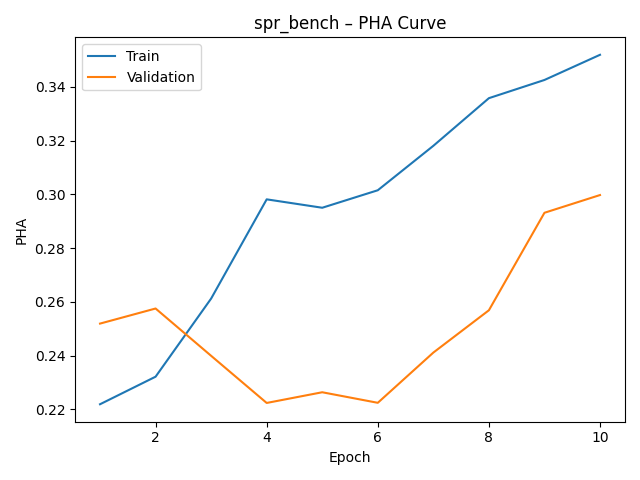 spr_bench – PHA Curve
Train
Validation
PHA
0.34
0.32
0.30
0.28
0.26
0.24
0.22
2
4
6
8
10
Epoch